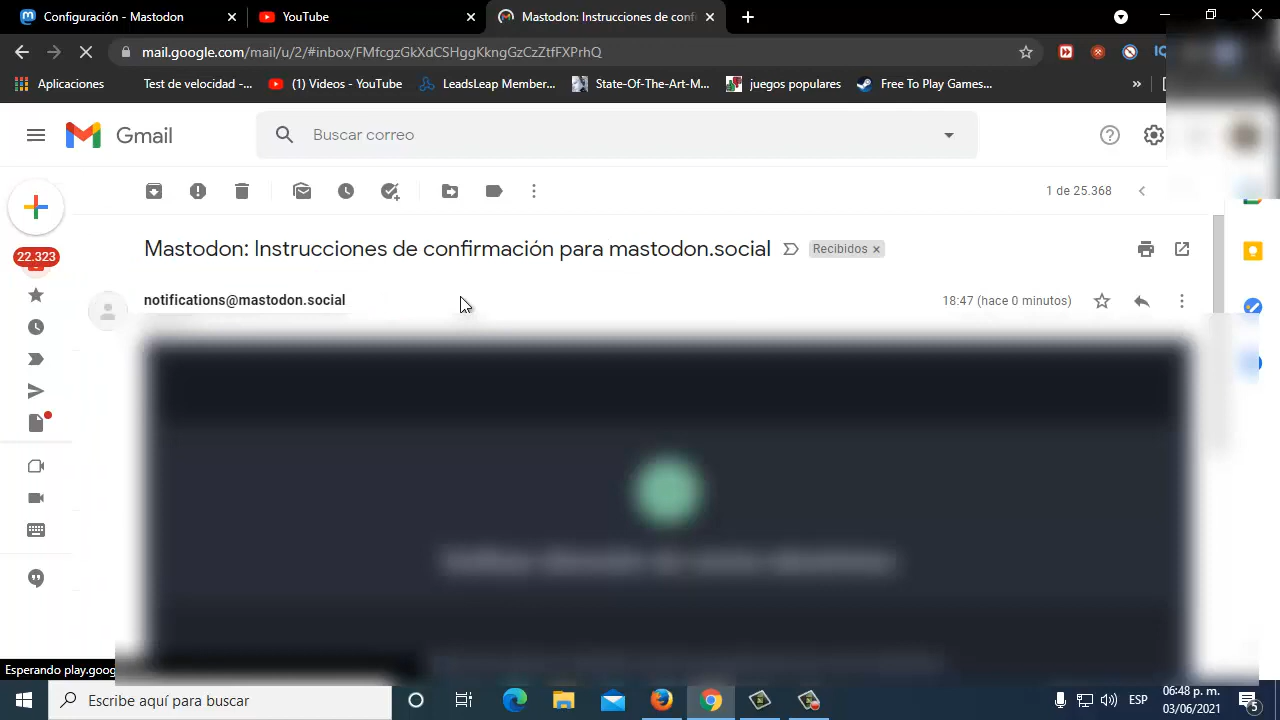 Configuración - Mastodon
YouTube
Mastodon: Instrucciones de confi
mail.google.com/mail/u/2/#inbox/FMfcgzGkXdCSHgqKkngGzCzZtfFXPrhQ
Aplicaciones
Test de velocidad -...
(1) Videos - YouTube
LeadsLeap Member...
State-Of-The-Art-M...
juegos populares
Free To Play Games...
»
Gmail
Buscar correo
1 de 25.368
Mastodon: Instrucciones de confirmación para mastodon.social
Recibidos ×
22.323
notifications@mastodon.social
18:47 (hace 0 minutos)
Esperando play.goog
Escribe aquí para buscar
ESP
06:48 p. m.
03/06/2021
5